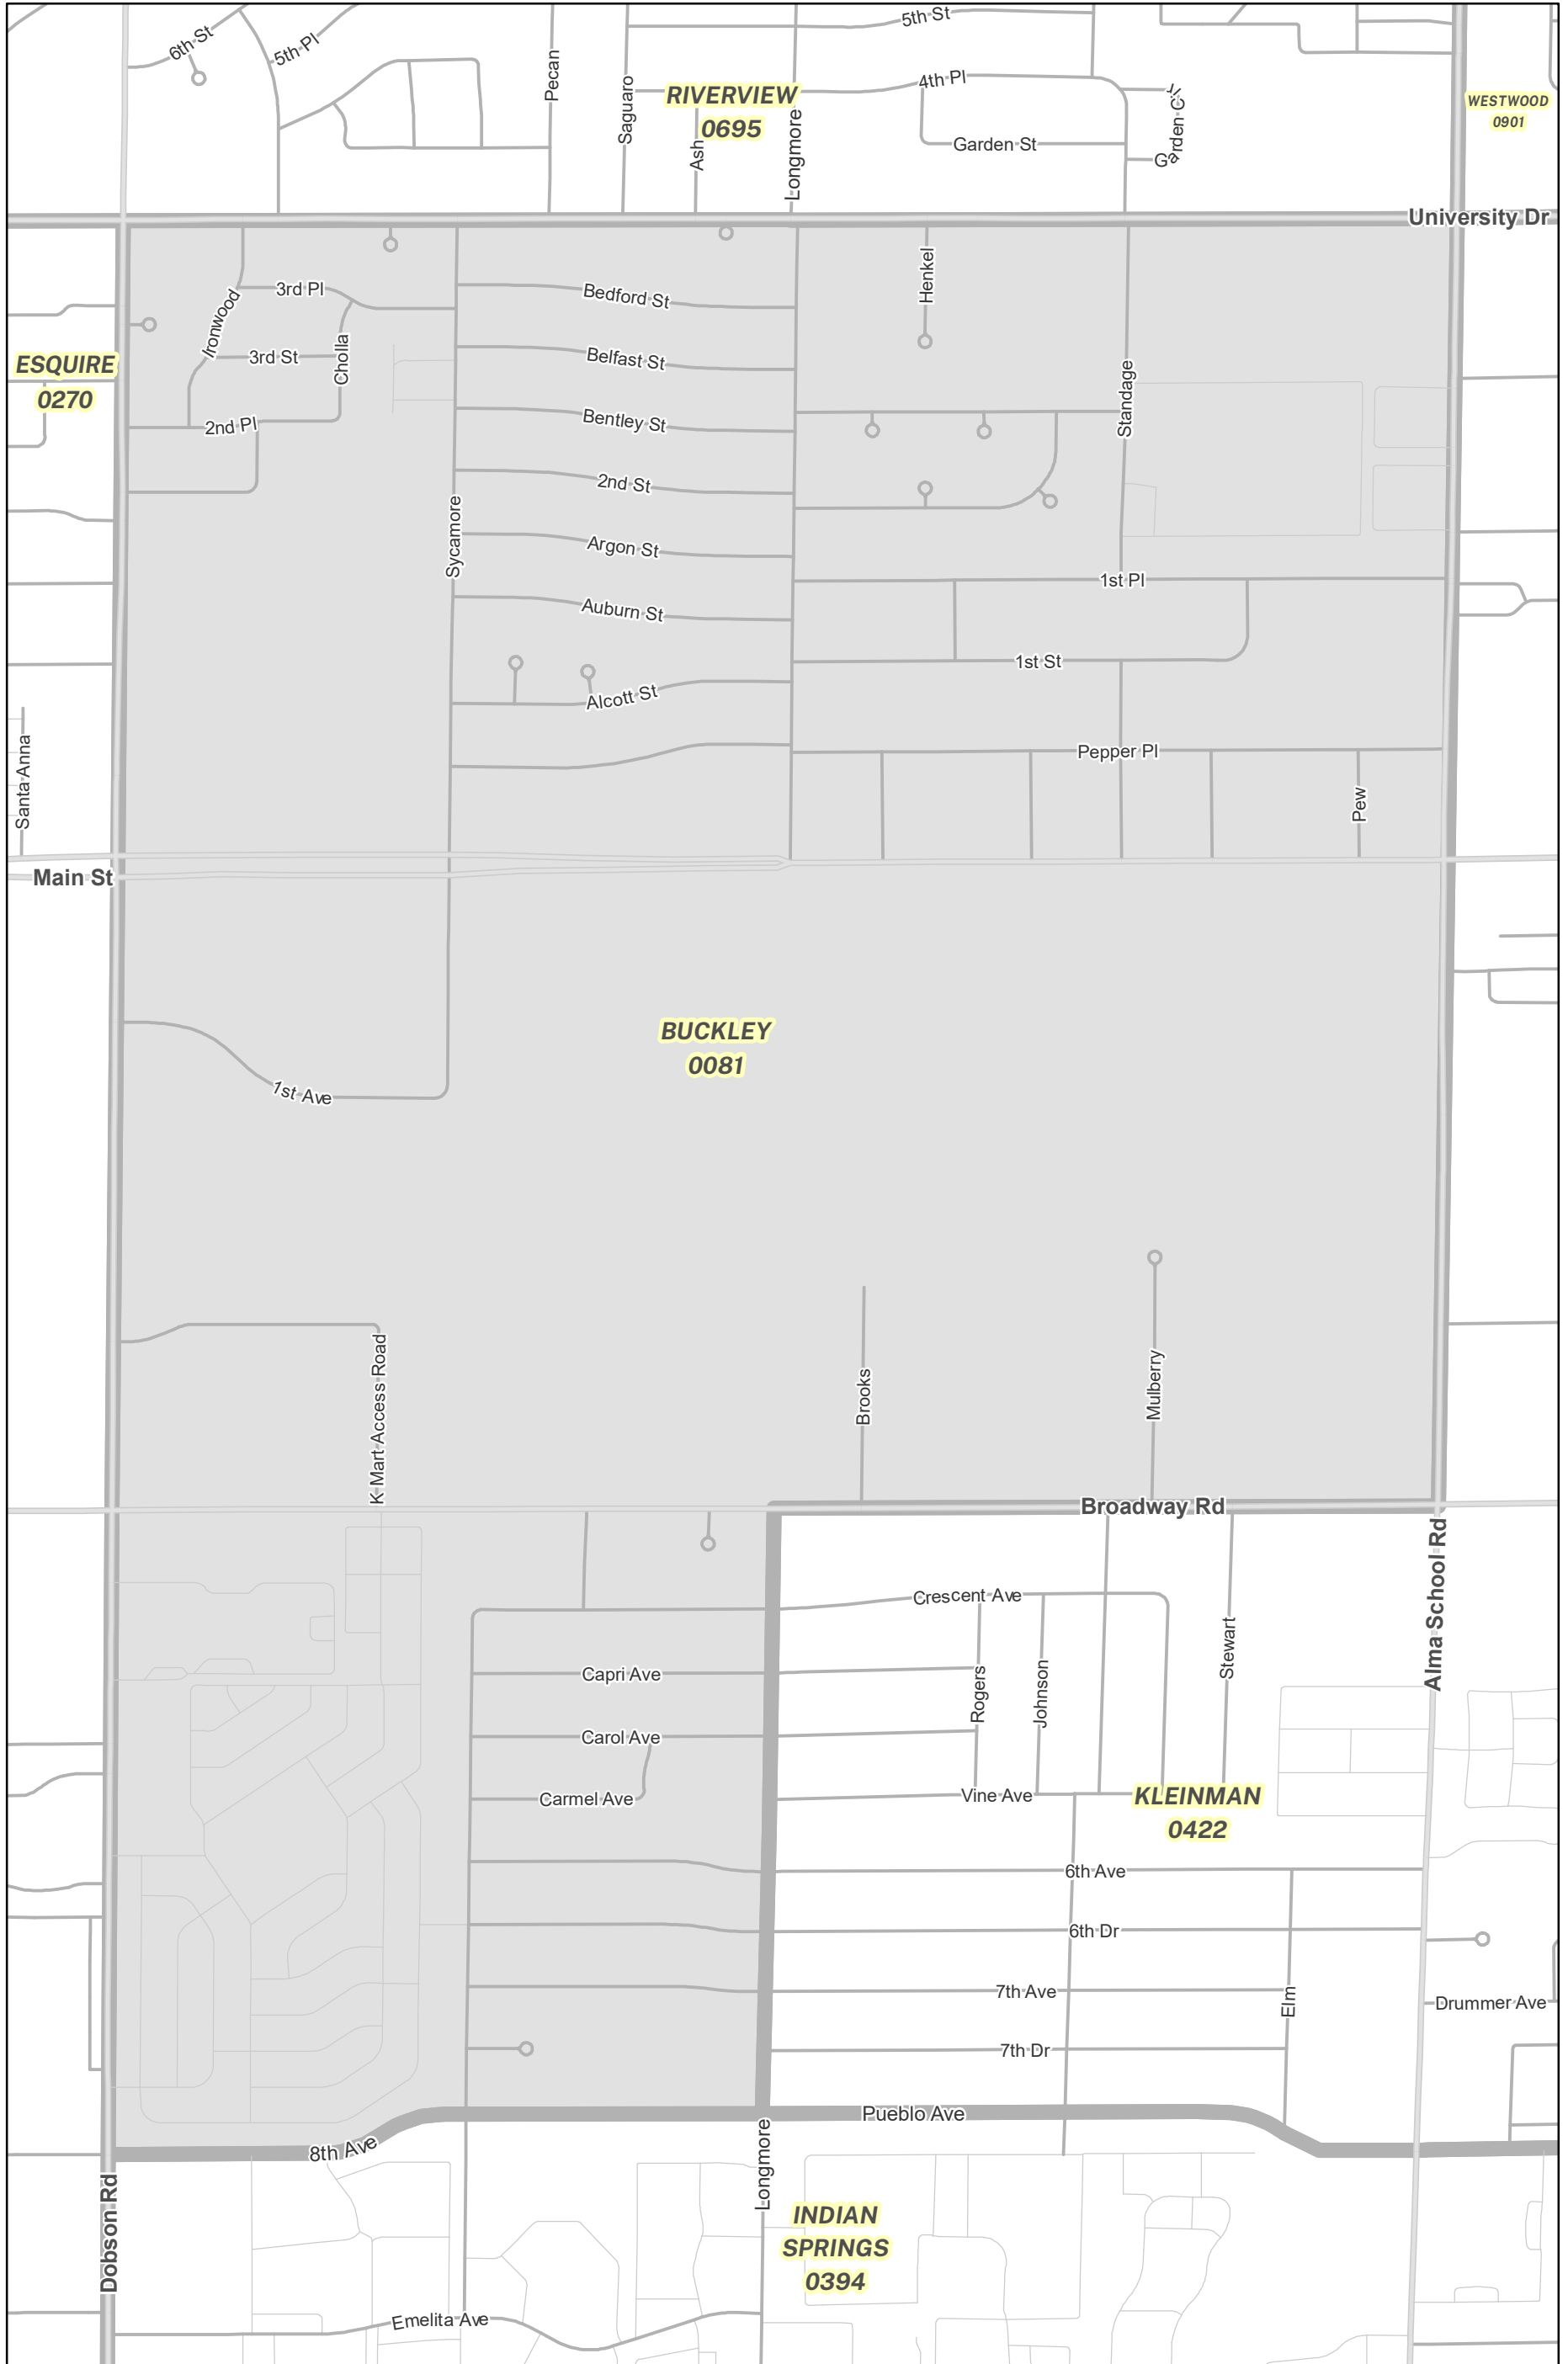 5th St
6th St
5th Pl
Pecan
Saguaro
RIVERVIEW
0695
Ash
Longmore
4th Pl
Garden St
Garden Cir
WESTWOOD
0901
University Dr
Ironwood
3rd Pl
3rd St
Cholla
2nd Pl
ESQUIRE
0270
Bedford St
Belfast St
Bentley St
2nd St
Argon St
Auburn St
Alcott St
Sycamore
Henkel
Standage
1st Pl
1st St
Pepper Pl
Pew
Santa Anna
Main St
BUCKLEY
0081
1st Ave
K Mart Access Road
Brooks
Mulberry
Broadway Rd
Alma School Rd
Crescent Ave
Capri Ave
Rogers
Johnson
Stewart
Carol Ave
Carmel Ave
Vine Ave
KLEINMAN
0422
6th Ave
6th Dr
7th Ave
Elm
Drummer Ave
7th Dr
Pueblo Ave
8th Ave
Dobson Rd
Longmore
INDIAN
SPRINGS
0394
Emelita Ave